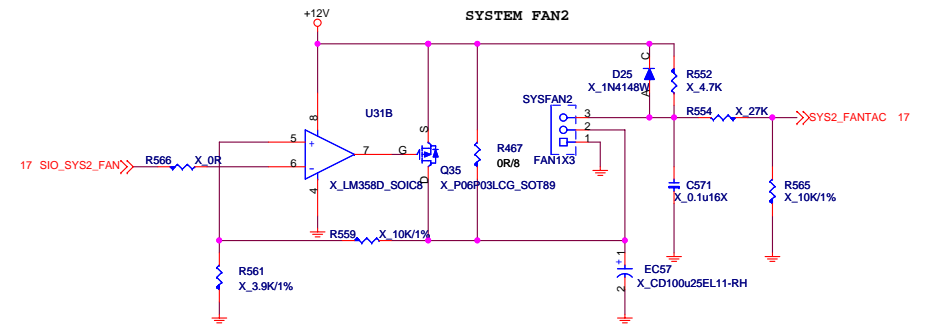 SYSTEM FAN2
+12V
D25
X_1N4148W
C
A
R552
X_4.7K
SYSFAN2
3
2
1
FAN1X3
R554
X_27K
SYS2_FANTAC 17
U31B
8
5
+
6
-
7
4
X_LM358D_SOIC8
G
S
D
Q35
X_P06P03LCG_SOT89
R467
0R/8
17 SIO_SYS2_FAN
R566
X_0R
C571
X_0.1u16X
R565
X_10K/1%
R559
X_10K/1%
R561
X_3.9K/1%
1
+
2
EC57
X_CD100u25EL11-RH